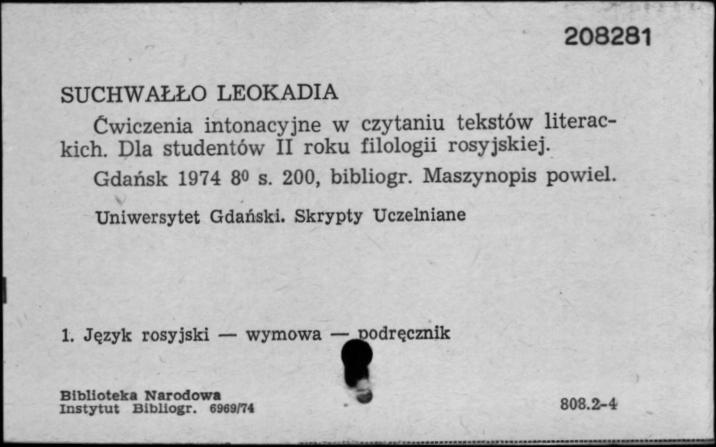 208281
SUCHWAŁŁO LEOKADIA
Ćwiczenia intonacyjne w czytaniu tekstów literac-
kich. Dla studentów II roku filologii rosyjskiej.
Gdańsk 1974 8⁰ s. 200, bibliogr. Maszynopis powiel.
Uniwersytet Gdański. Skrypty Uczelniane
1. Język rosyjski — wymowa — podręcznik
Biblioteka Narodowa
Instytut Bibliogr. 6969/74
808.2-4